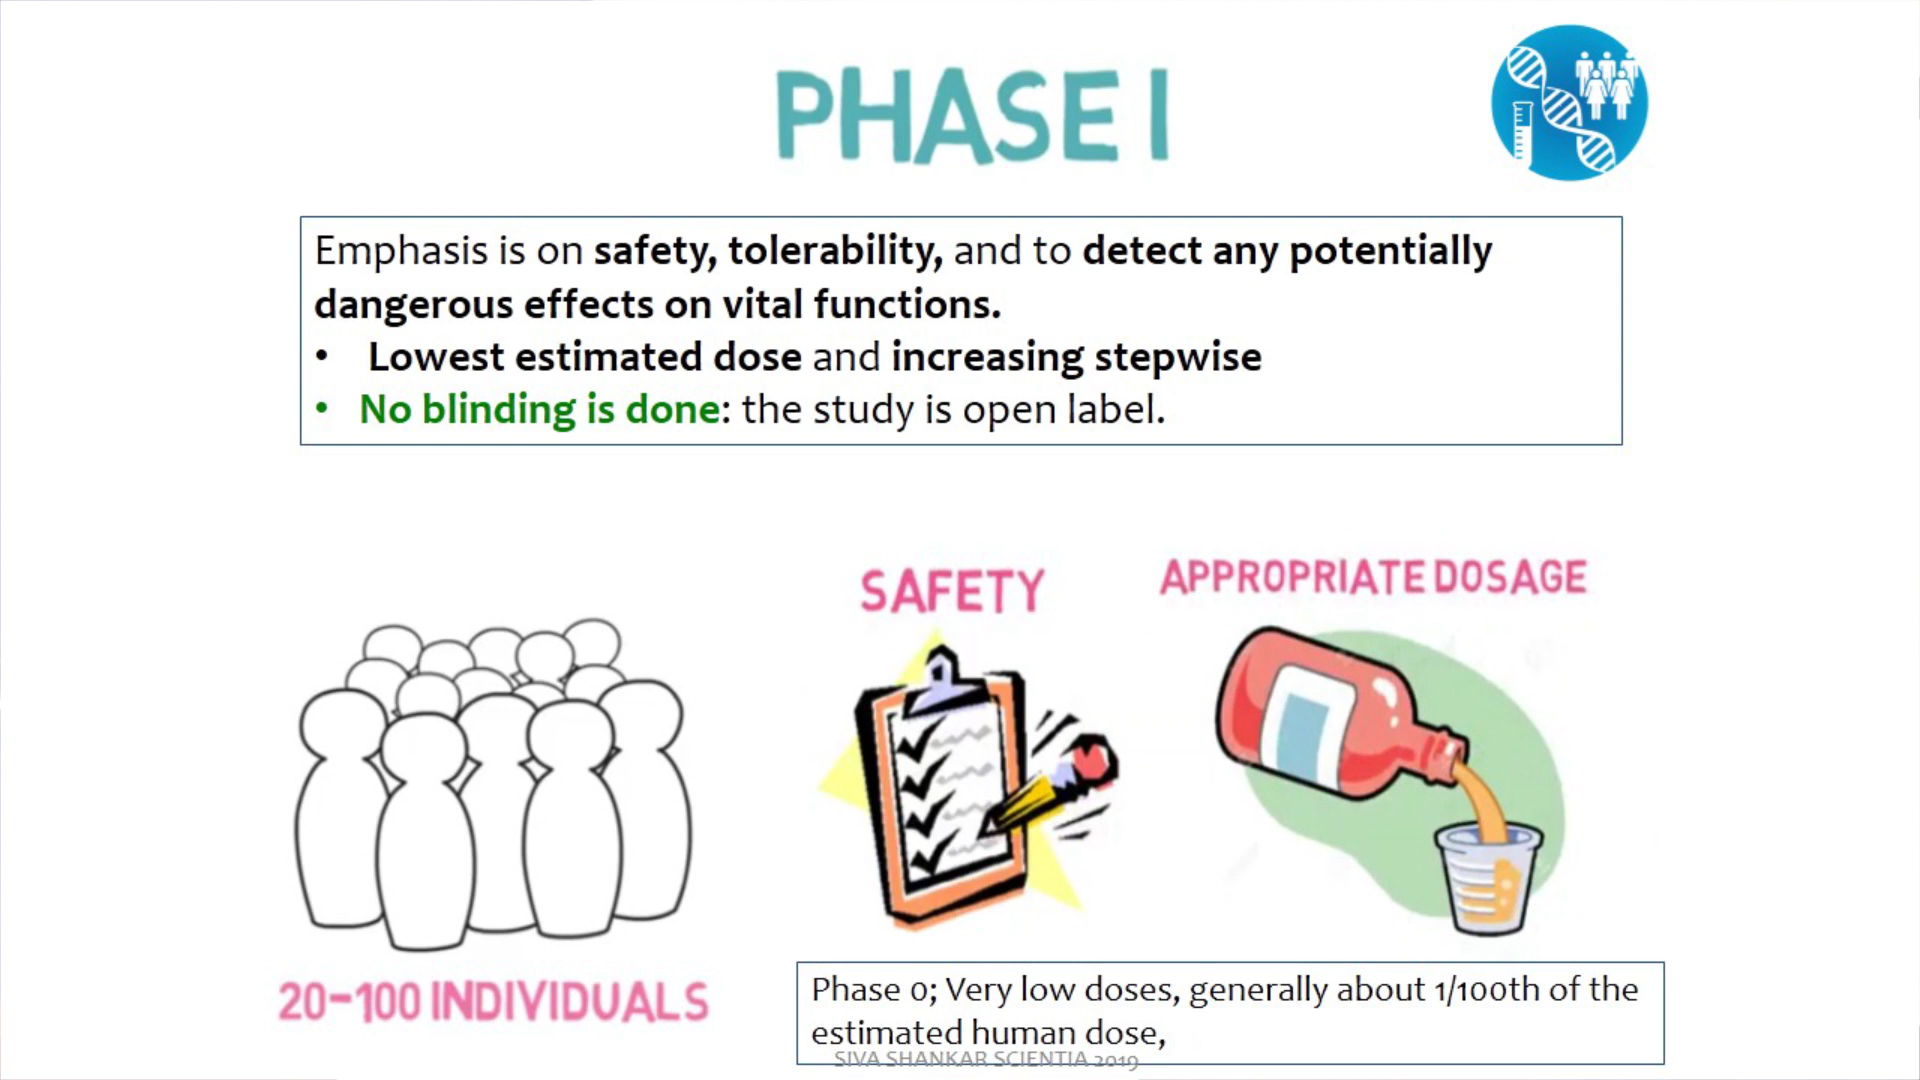 PHASE I
Emphasis is on safety, tolerability, and to detect any potentially
dangerous effects on vital functions.
• Lowest estimated dose and increasing stepwise
• No blinding is done: the study is open label.
SAFETY
APPROPRIATE DOSAGE
20-100 INDIVIDUALS
Phase 0; Very low doses, generally about 1/100th of the
estimated human dose,
SIVA SHANKAR SCIENTIA 2019